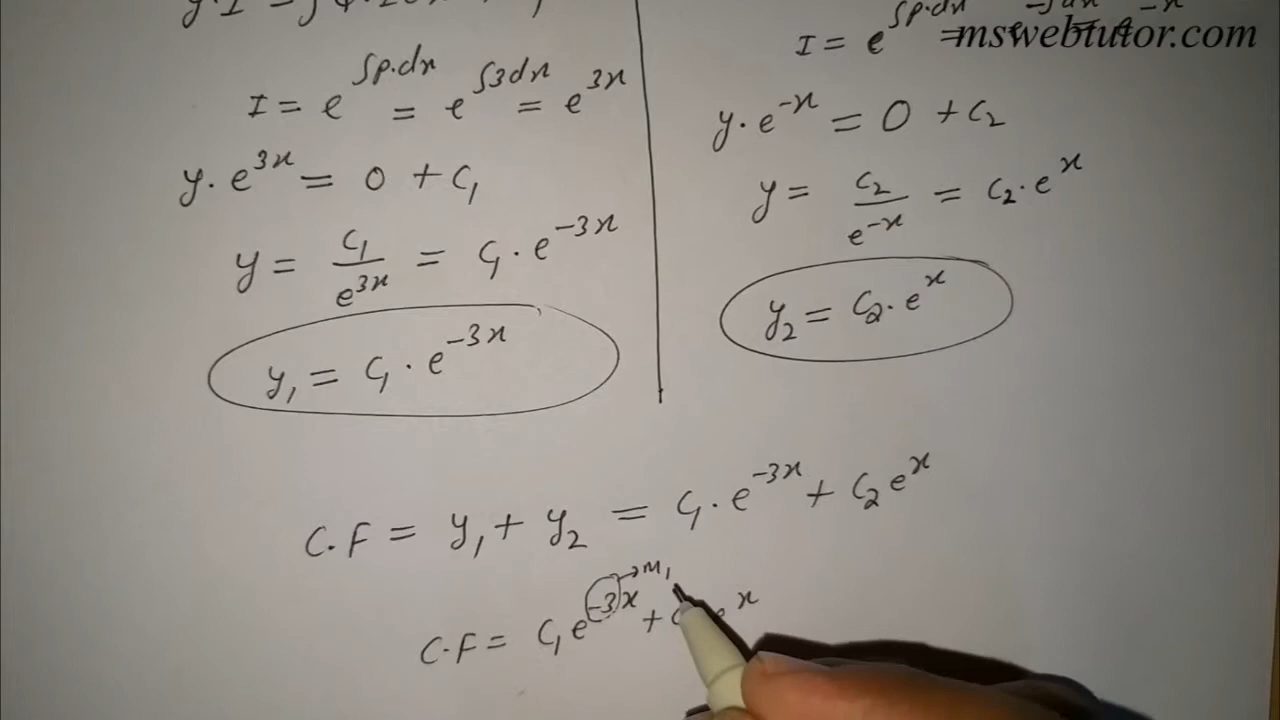 I = e^∫p.dx = e^∫3dx = e^3x
y. e^3x = 0 + C₁
y = C₁/e^3x = C₁ . e^-3x
y₁ = C₁ . e^-3x
I = e^∫p.dx =
mswebtutor.com
y. e^-x = 0 + C₂
y = C₂/e^-x = C₂ . e^x
y₂ = C₂ . e^x
C.F = y₁ + y₂ = C₁ . e^-3x + C₂ e^x
→ m₁
C.F = C₁ e^-3x + e^x